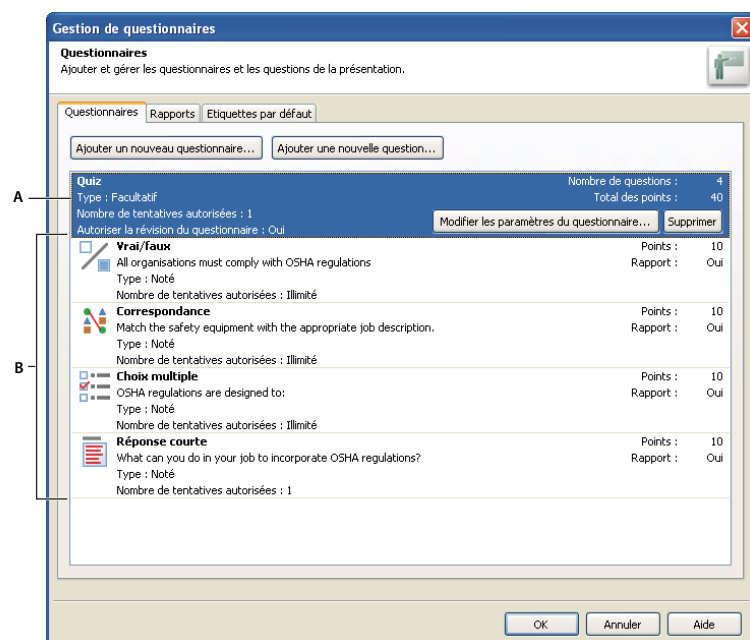 Gestion de questionnaires
Questionnaires
Ajouter et gérer les questionnaires et les questions de la présentation.
Questionnaires Rapports Etiquettes par défaut
Ajouter un nouveau questionnaire... Ajouter une nouvelle question...
A
Quiz Nombre de questions : 4
Type : Facultatif Total des points : 40
Nombre de tentatives autorisées : 1
Autoriser la révision du questionnaire : Oui Modifier les paramètres du questionnaire... Supprimer
B
Vrai/faux Points : 10
All organisations must comply with OSHA regulations Rapport : Oui
Type : Noté
Nombre de tentatives autorisées : Illimité
Correspondance Points : 10
Match the safety equipment with the appropriate job description. Rapport : Oui
Type : Noté
Nombre de tentatives autorisées : Illimité
Choix multiple Points : 10
OSHA regulations are designed to: Rapport : Oui
Type : Noté
Nombre de tentatives autorisées : Illimité
Réponse courte Points : 10
What can you do in your job to incorporate OSHA regulations? Rapport : Oui
Type : Noté
Nombre de tentatives autorisées : 1
OK Annuler Aide